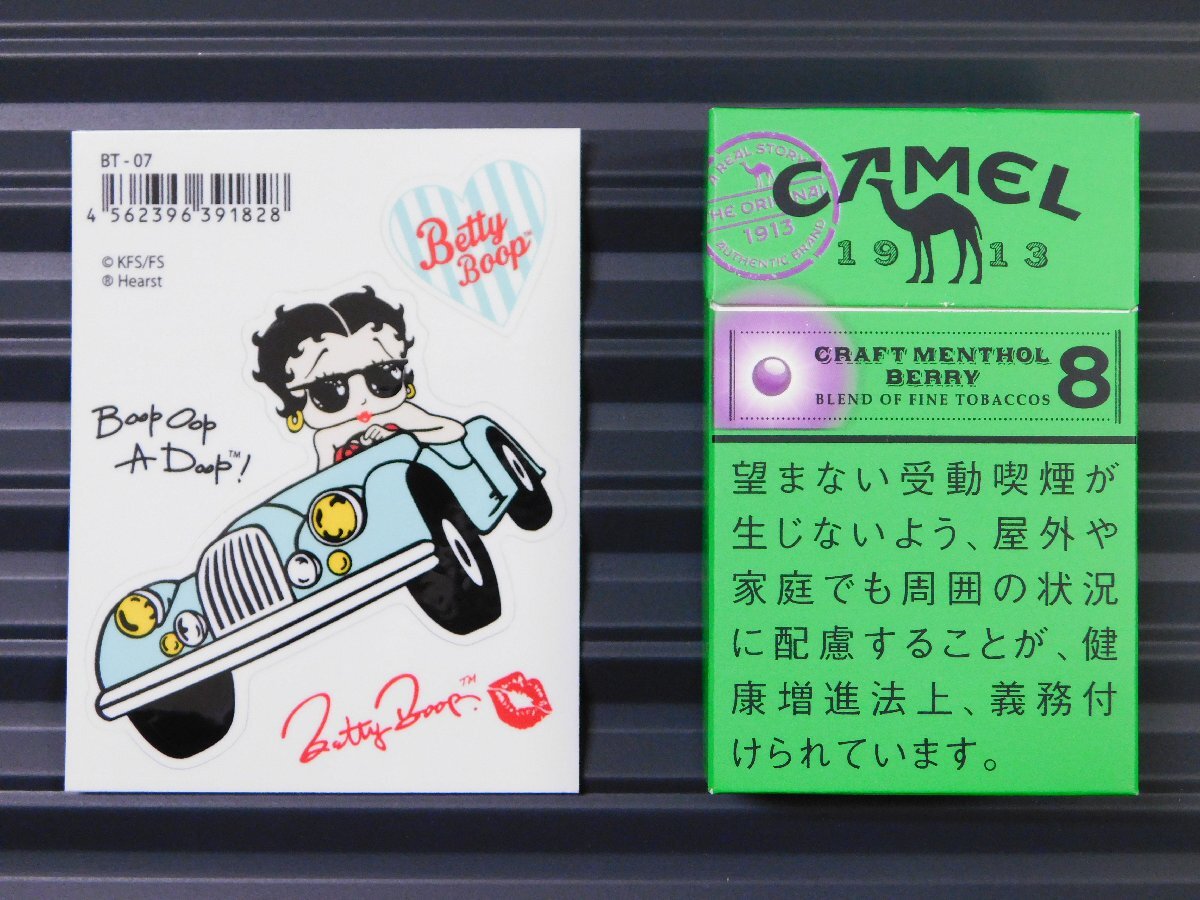 BT - 07
4 562396 391828
© KFS/FS
® Hearst
Betty
Boop™
Boop Oop
A Doop™!
Betty Boop.™
A REAL STORY
THE ORIGINAL
1913
AUTHENTIC BRAND
CAMEL
1913
CRAFT MENTHOL
BERRY
BLEND OF FINE TOBACCOS
8
望まない受動喫煙が
生じないよう、屋外や
家庭でも周囲の状況
に配慮することが、健
康増進法上、義務付
けられています。